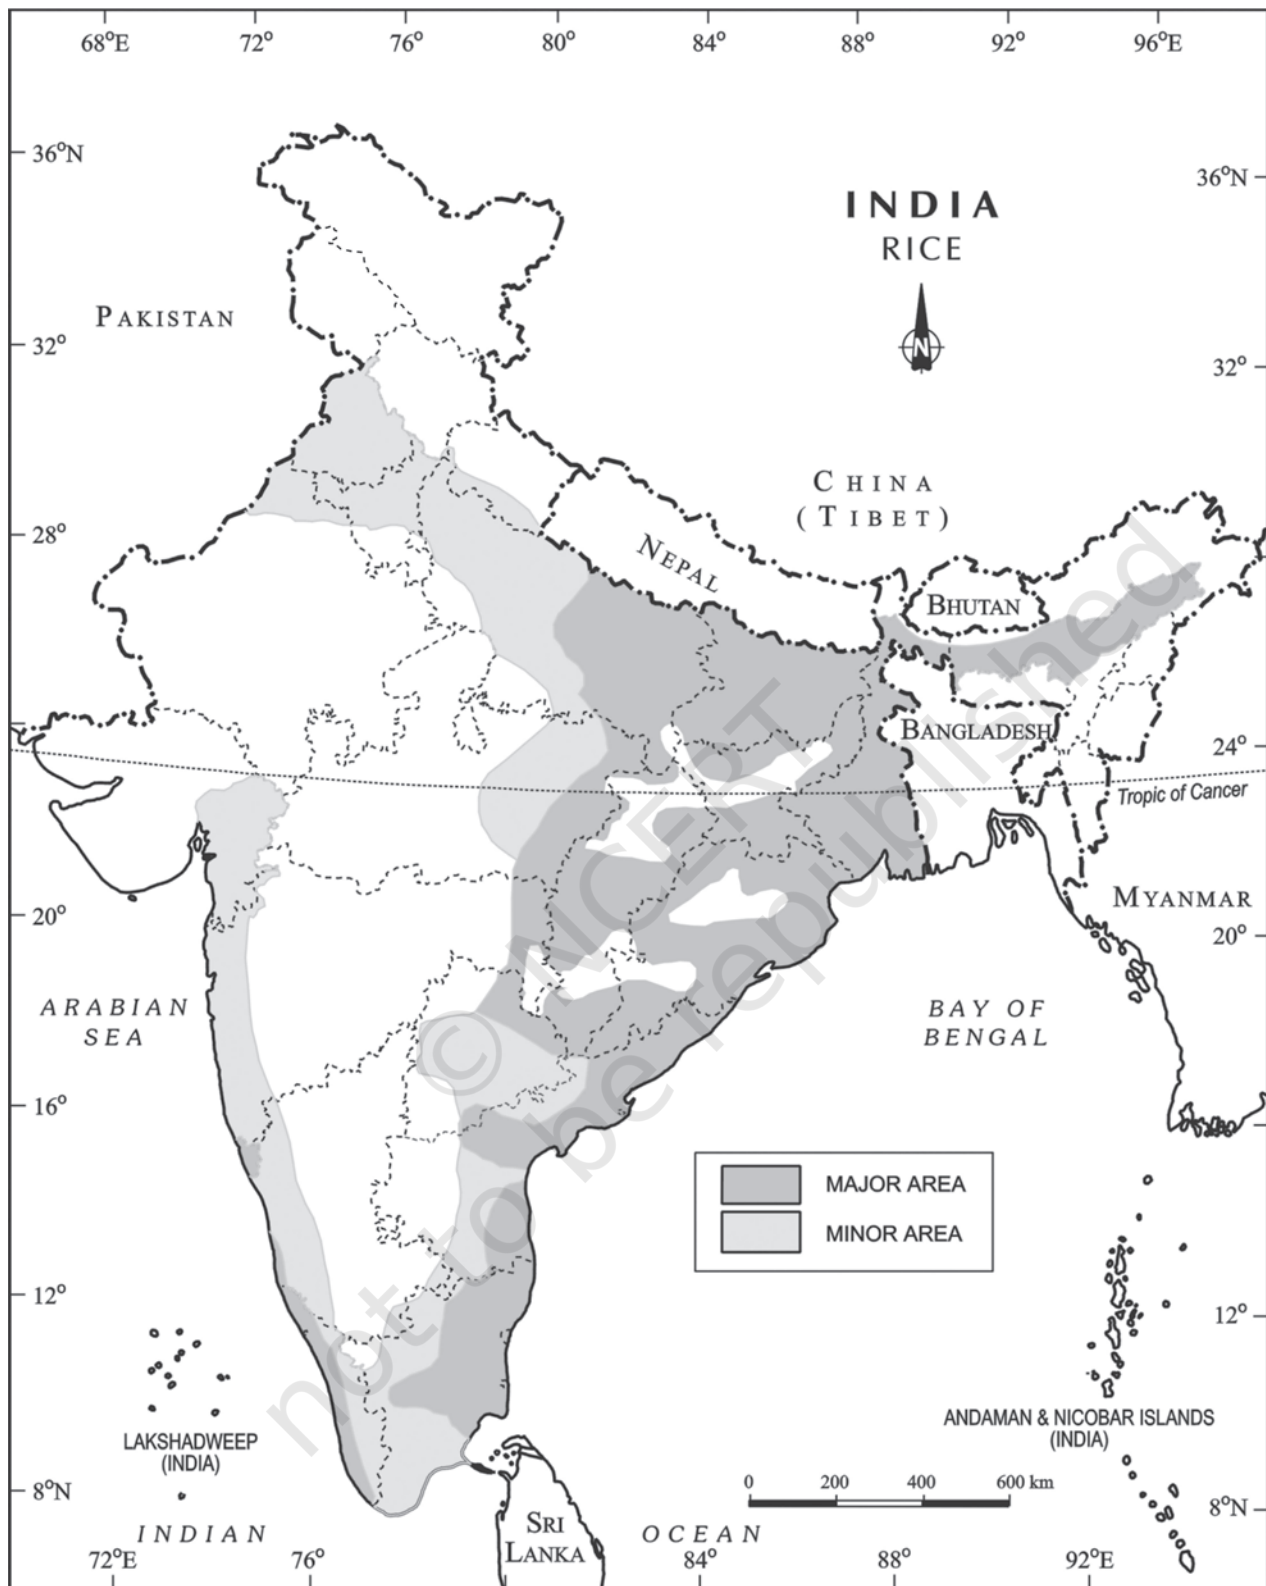 68°E 72° 76° 80° 84° 88° 92° 96°E
36°N
36°N
INDIA
RICE
N
PAKISTAN
32°
32°
CHINA
(TIBET)
28°
NEPAL
BHUTAN
BANGLADESH
24°
Tropic of Cancer
MYANMAR
20°
20°
ARABIAN
SEA
BAY OF
BENGAL
16°
MAJOR AREA
MINOR AREA
12°
12°
LAKSHADWEEP
(INDIA)
ANDAMAN & NICOBAR ISLANDS
(INDIA)
0 200 400 600 km
8°N
8°N
INDIAN
SRI
LANKA
OCEAN
72°E 76° 84° 88° 92°E
© NCERT
not to be republished